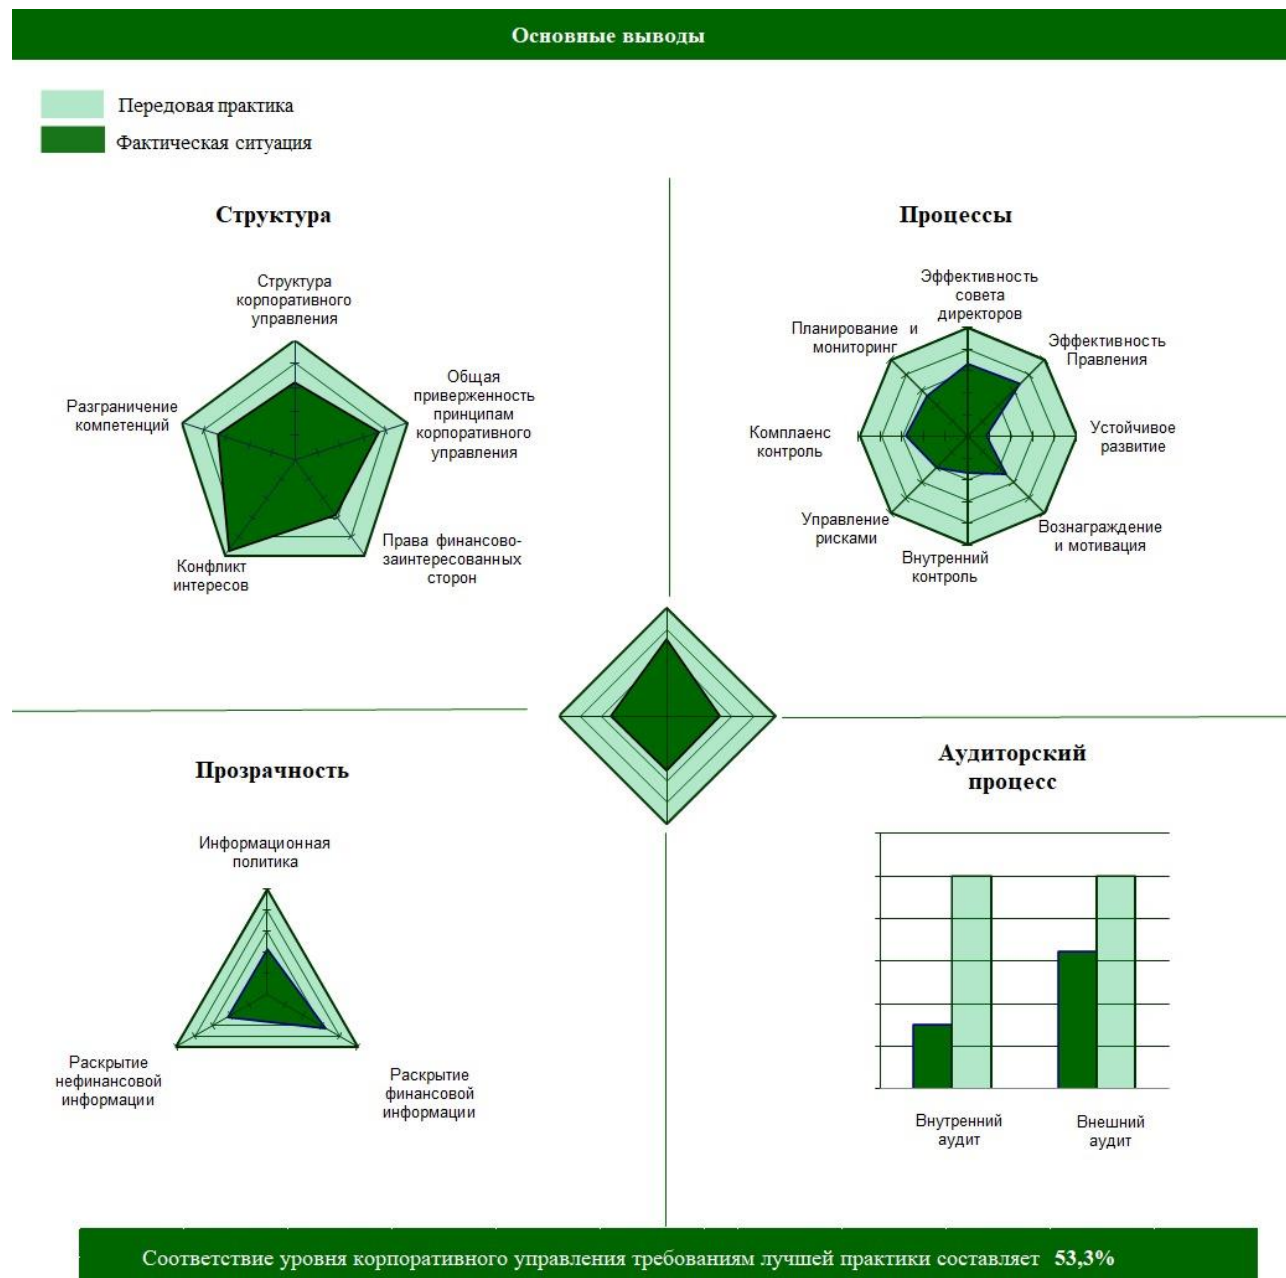 Основные выводы
Передовая практика
Фактическая ситуация
Структура
Структура
корпоративного
управления
Общая
приверженность
принципам
корпоративного
управления
Разграничение
компетенций
Права финансово-
заинтересованных
сторон
Конфликт
интересов
Процессы
Эффективность
совета
директоров
Планирование и
мониторинг
Эффективность
Правления
Комплаенс
контроль
Устойчивое
развитие
Управление
рисками
Внутренний
контроль
Вознаграждение
и мотивация
Прозрачность
Информационная
политика
Раскрытие
нефинансовой
информации
Раскрытие
финансовой
информации
Аудиторский
процесс
Внутренний
аудит
Внешний
аудит
Соответствие уровня корпоративного управления требованиям лучшей практики составляет 53,3%